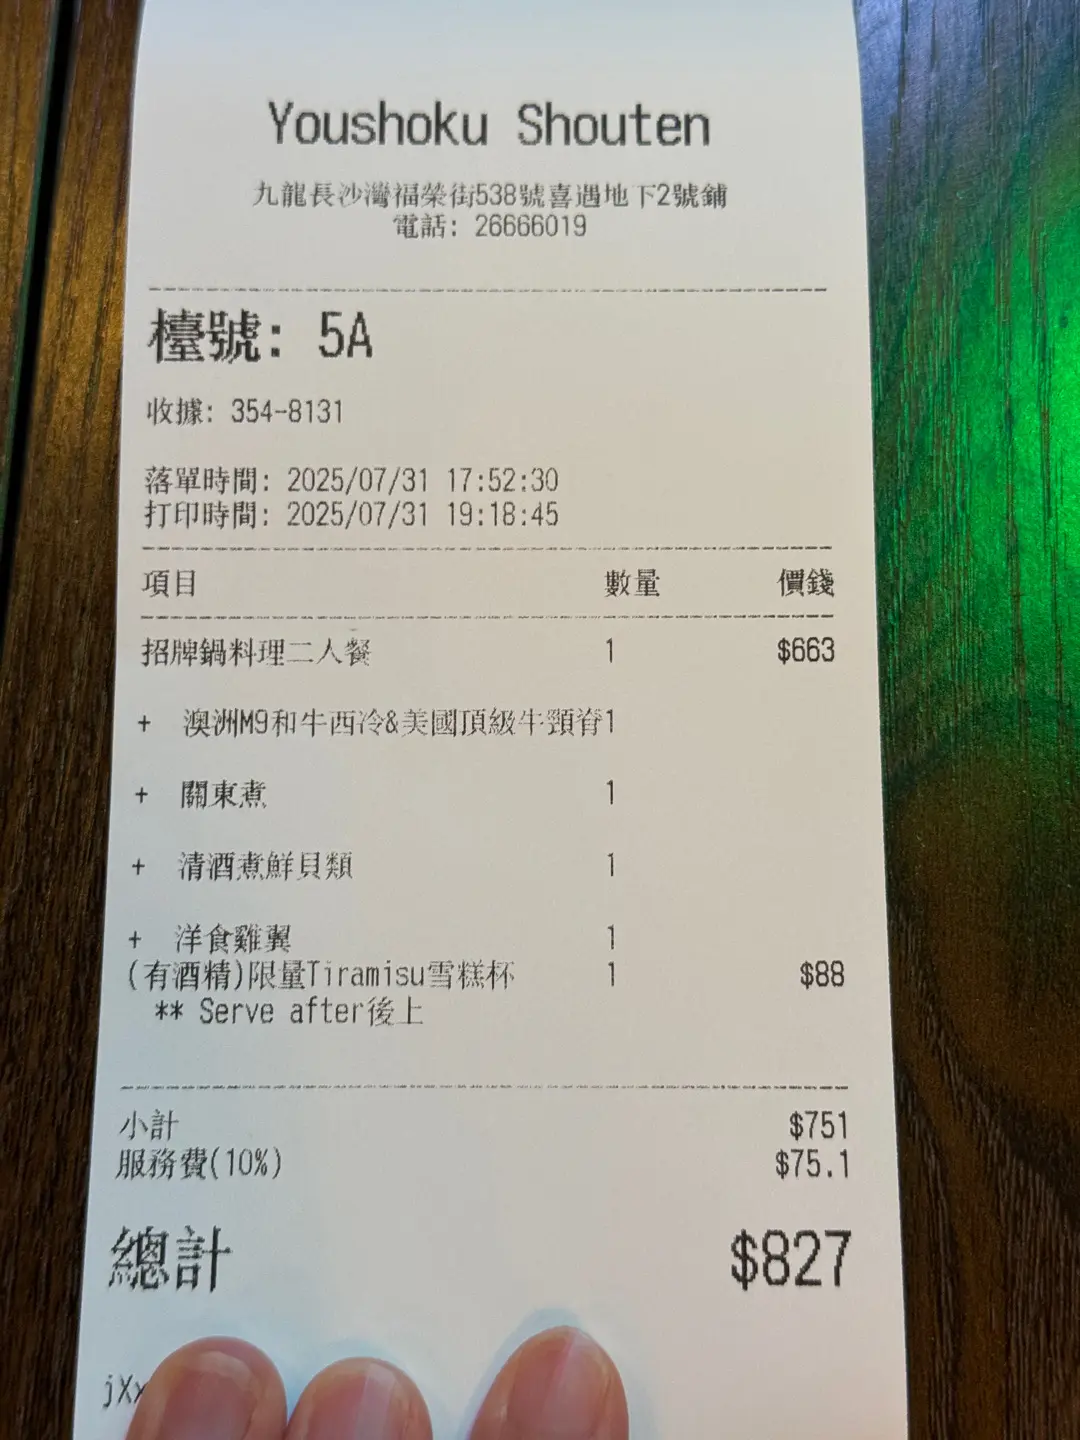 Youshoku Shouten
九龍長沙灣福榮街538號喜遇地下2號鋪
電話: 26666019
檯號: 5A
收據: 354-8131
落單時間: 2025/07/31 17:52:30
打印時間: 2025/07/31 19:18:45
項目 數量 價錢
招牌鍋料理二人餐 1 $663
+ 澳洲M9和牛西冷&美國頂級牛頸脊1
+ 關東煮 1
+ 清酒煮鮮貝類 1
+ 洋食雞翼 1
(有酒精)限量Tiramisu雪糕杯 1 $88
** Serve after後上
小計 $751
服務費(10%) $75.1
總計 $827